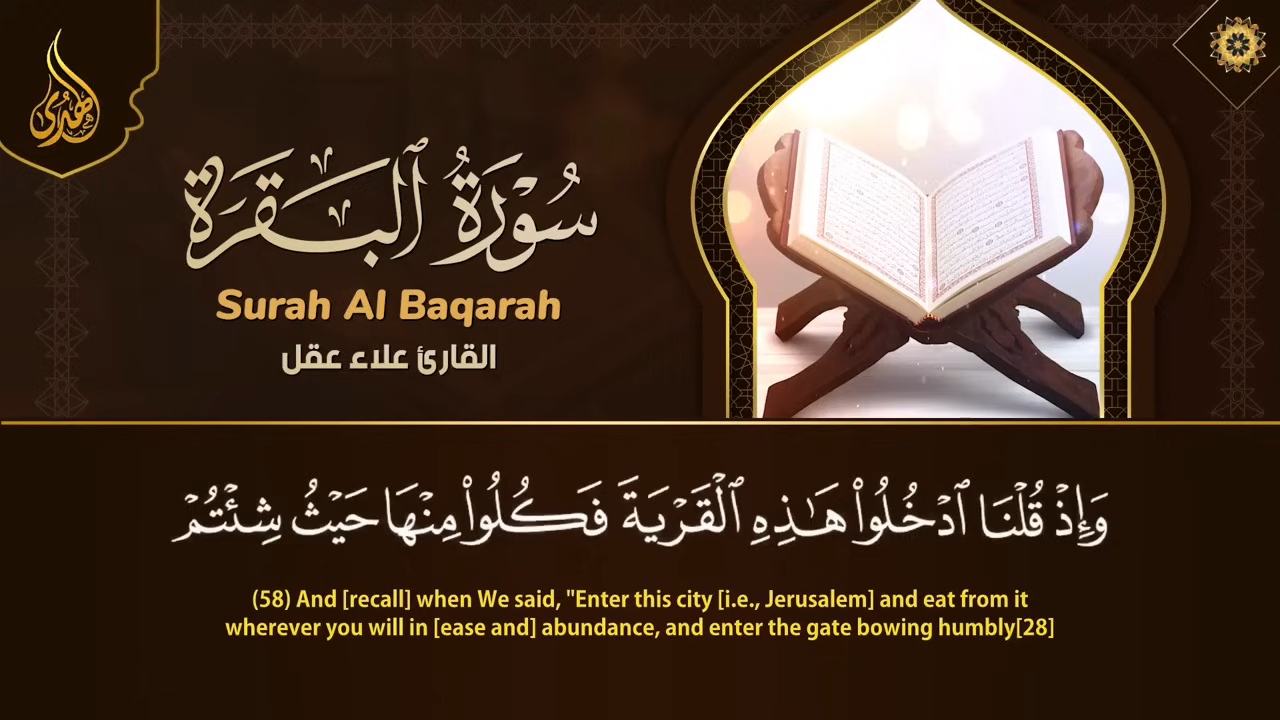 الهدى
سُورَةُ ٱلْبَقَرَةِ
Surah Al Baqarah
القارئ علاء عقل
وَإِذْ قُلْنَا ٱدْخُلُوا۟ هَـٰذِهِ ٱلْقَرْيَةَ فَكُلُوا۟ مِنْهَا حَيْثُ شِئْتُمْ
(58) And [recall] when We said, "Enter this city [i.e., Jerusalem] and eat from it
wherever you will in [ease and] abundance, and enter the gate bowing humbly[28]